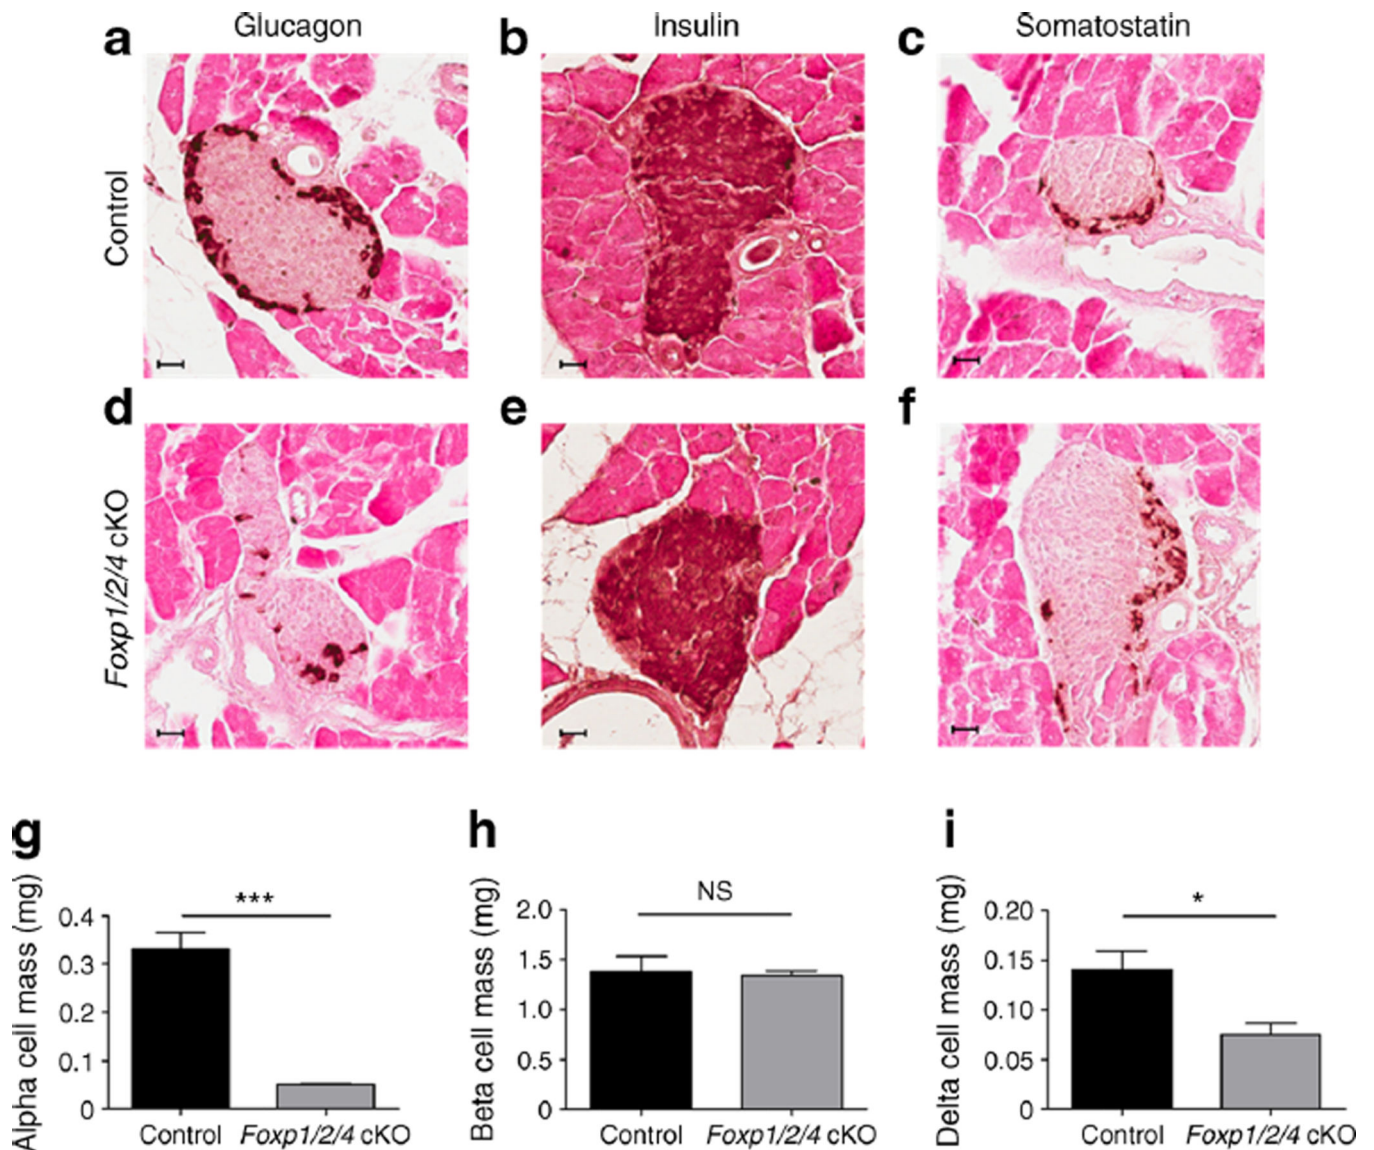 a Glucagon b Insulin c Somatostatin
Control
d e f
Foxp1/2/4 cKO
g
Alpha cell mass (mg)
***
0.4
0.3
0.2
0.1
0
Control Foxp1/2/4 cKO
h
Beta cell mass (mg)
NS
2.0
1.5
1.0
0.5
0
Control Foxp1/2/4 cKO
i
Delta cell mass (mg)
*
0.20
0.15
0.10
0.05
0
Control Foxp1/2/4 cKO